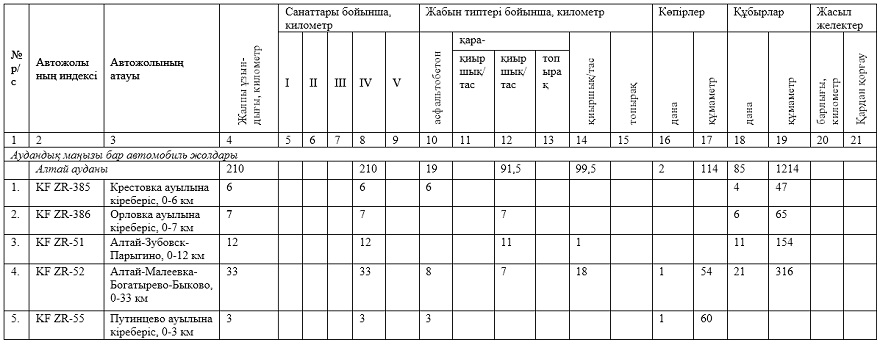 Санаттары бойынша, километр
Жабын типтері бойынша, километр
Көпірлер
Құбырлар
Жасыл желектер
№ р/с
Автожолының индексі
Автожолының атауы
Жалпы ұзын-дығы, километр
I II III IV V
асфальтобетон
қара-
қиыршық/тас
қиыршық/тас
топырақ
қиыршық/тас
топырақ
дана
құмаметр
дана
құмаметр
барлығы, километр
Қардан қорғау
1 2 3 4 5 6 7 8 9 10 11 12 13 14 15 16 17 18 19 20 21
Аудандық маңызы бар автомобиль жолдары
Алтай ауданы 210 210 19 91,5 99,5 2 114 85 1214
1. KF ZR-385 Крестовка ауылына 6 6 6 4 47
кіреберіс, 0-6 км
2. KF ZR-386 Орловка ауылына 7 7 7 6 65
кіреберіс, 0-7 км
3. KF ZR-51 Алтай-Зубовск- 12 12 11 1 11 154
Парыгино, 0-12 км
4. KF ZR-52 Алтай-Малеевка- 33 33 8 7 18 1 54 21 316
Богатырево-Быково,
0-33 км
5. KF ZR-55 Путинцево ауылына 3 3 3 1 60
кіреберіс, 0-3 км